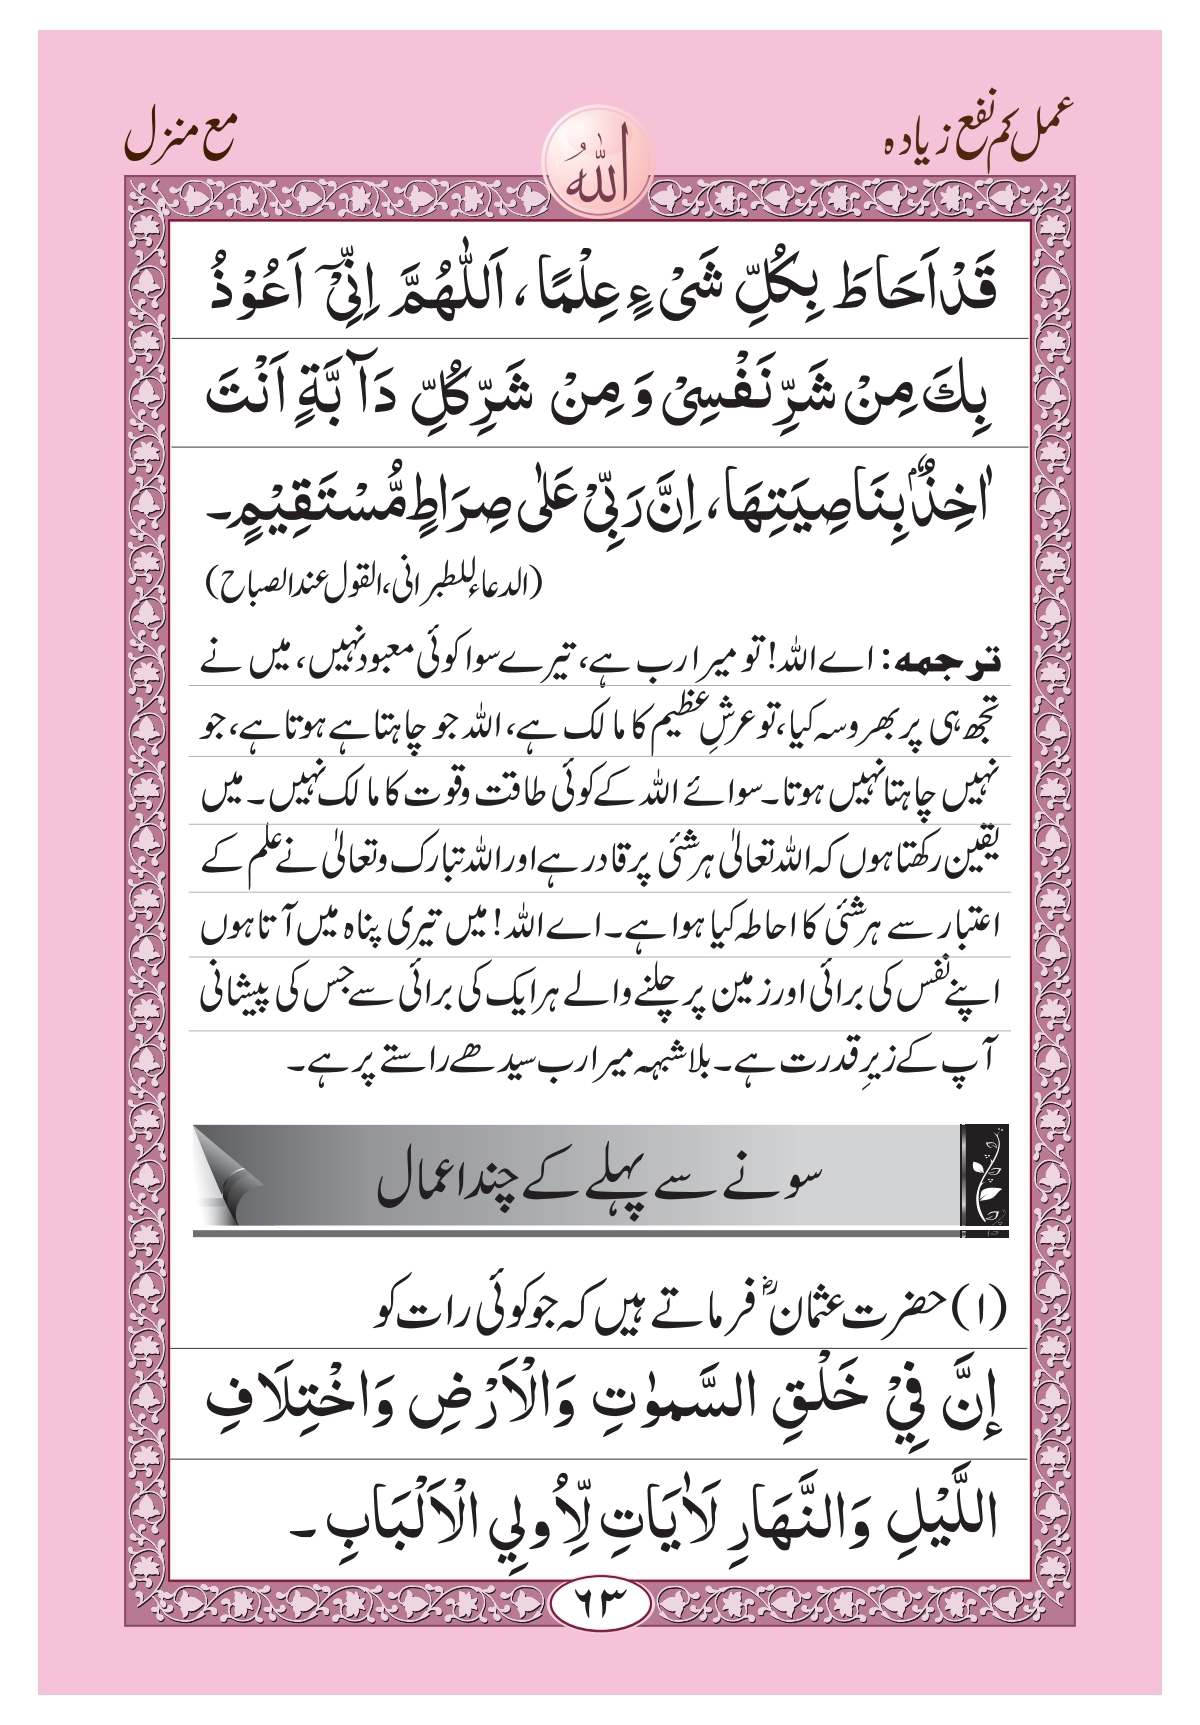 عمل کم نفع زیادہ
اللهُ
مع منزل
قَدْ اَحَاطَ بِكُلِّ شَیْءٍ عِلْمًا، اَللّٰهُمَّ اِنِّیْۤ اَعُوْذُ
بِكَ مِنْ شَرِّ نَفْسِیْ وَ مِنْ شَرِّ كُلِّ دَآبَّةٍ اَنْتَ
اٰخِذٌۢ بِنَاصِیَتِهَا، اِنَّ رَبِّیْ عَلٰی صِرَاطٍ مُّسْتَقِیْمٍ۔
(الدعاء للطبرانی، القول عند الصباح)
ترجمہ: اے اللہ! تو میرا رب ہے، تیرے سوا کوئی معبود نہیں، میں نے
تجھ ہی پر بھروسہ کیا، تو عرشِ عظیم کا مالک ہے، اللہ جو چاہتا ہے ہوتا ہے، جو
نہیں چاہتا نہیں ہوتا۔ سوائے اللہ کے کوئی طاقت وقوت کا مالک نہیں۔ میں
یقین رکھتا ہوں کہ اللہ تعالیٰ ہر شئی پر قادر ہے اور اللہ تبارک وتعالیٰ نے علم کے
اعتبار سے ہر شئی کا احاطہ کیا ہوا ہے۔ اے اللہ! میں تیری پناہ میں آتا ہوں
اپنے نفس کی برائی اور زمین پر چلنے والے ہر ایک کی برائی سے جس کی پیشانی
آپ کے زیرِ قدرت ہے۔ بلاشبہہ میرا رب سیدھے راستے پر ہے۔
سونے سے پہلے کے چند اعمال
(۱) حضرت عثمانؓ فرماتے ہیں کہ جو کوئی رات کو
إِنَّ فِيْ خَلْقِ السَّمٰوٰتِ وَالْاَرْضِ وَاخْتِلَافِ
اللَّيْلِ وَالنَّهَارِ لَاٰيَاتٍ لِّاُولِي الْاَلْبَابِ ۔
۶۳